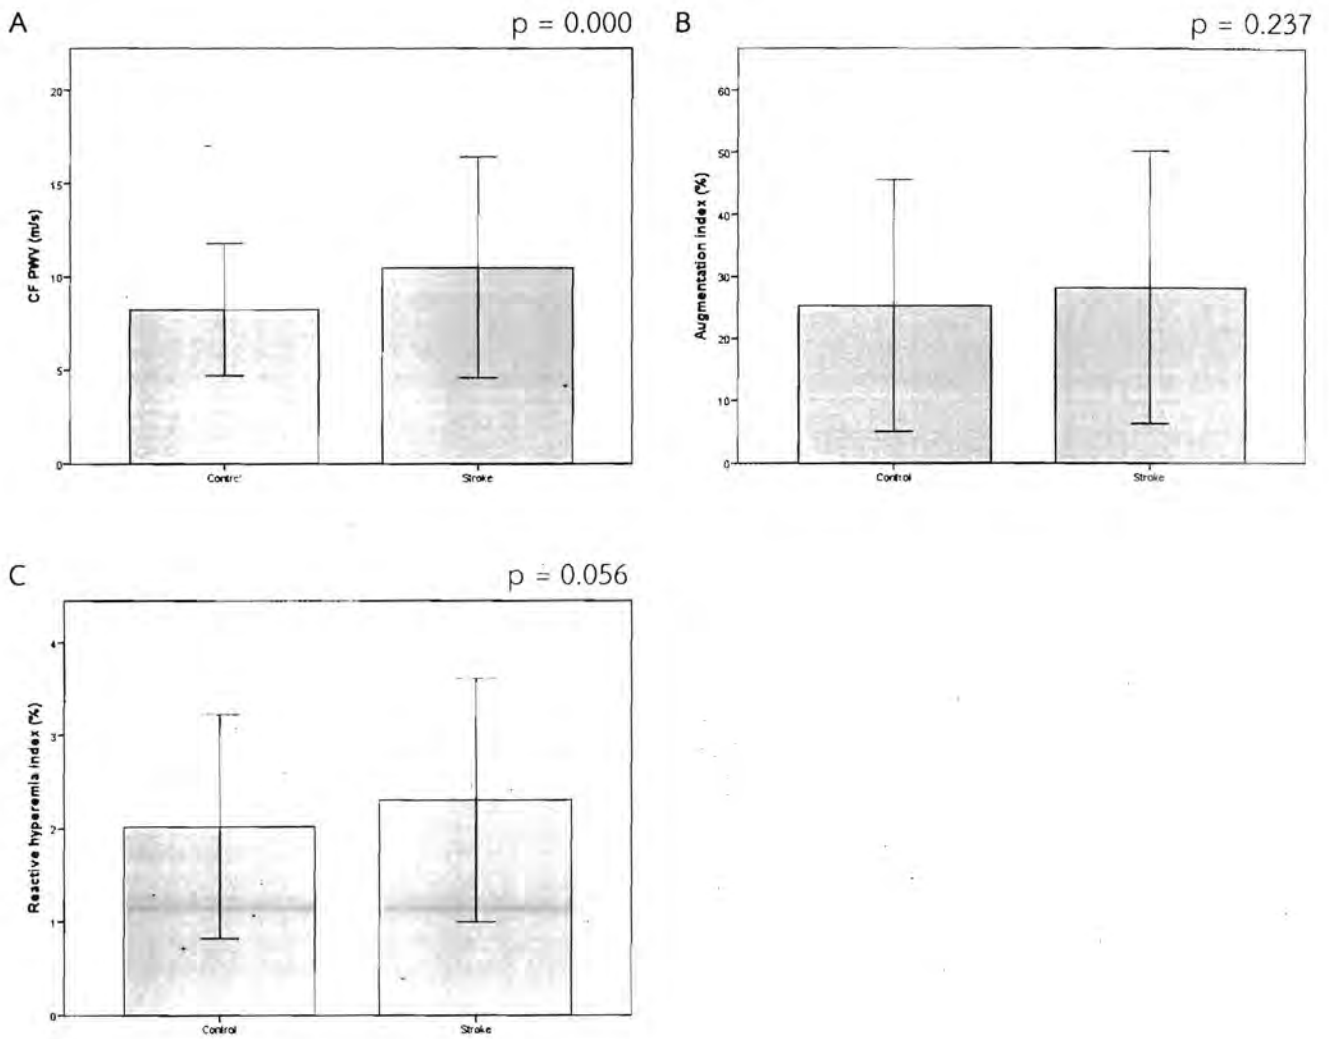 A
p = 0.000
CF PWV (m/s)
20
15
10
5
0
Control
Stroke
B
p = 0.237
Augmentation index (%)
60
50
40
30
20
10
0
Control
Stroke
C
p = 0.056
Reactive hyperemia index (%)
4
3
2
1
0
Control
Stroke